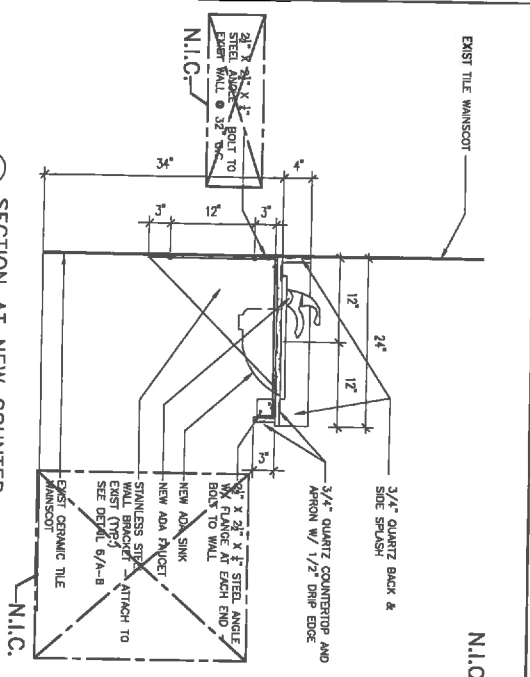 EXIST TILE WAINSCOT
N.I.C
2½" X 2½" X ¼"
STEEL ANGLE BOLT TO
EXIST WALL @ 32" O/C
N.I.C.
4"
34"
3"
12"
3"
12"
24"
12"
3"
3/4" QUARTZ BACK &
SIDE SPLASH
3/4" QUARTZ COUNTERTOP AND
APRON W/ 1/2" DRIP EDGE
2½" X 2½" X ¼" STEEL ANGLE
W/ FLANGE AT EACH END
BOLT TO WALL
NEW ADA SINK
NEW ADA FAUCET
STAINLESS STEEL
WALL BRACKET ATTACH TO
EXIST (TYP.)
SEE DETAIL 6/A-8
EXIST CERAMIC TILE
WAINSCOT
N.I.C.
SECTION AT NEW COUNTER